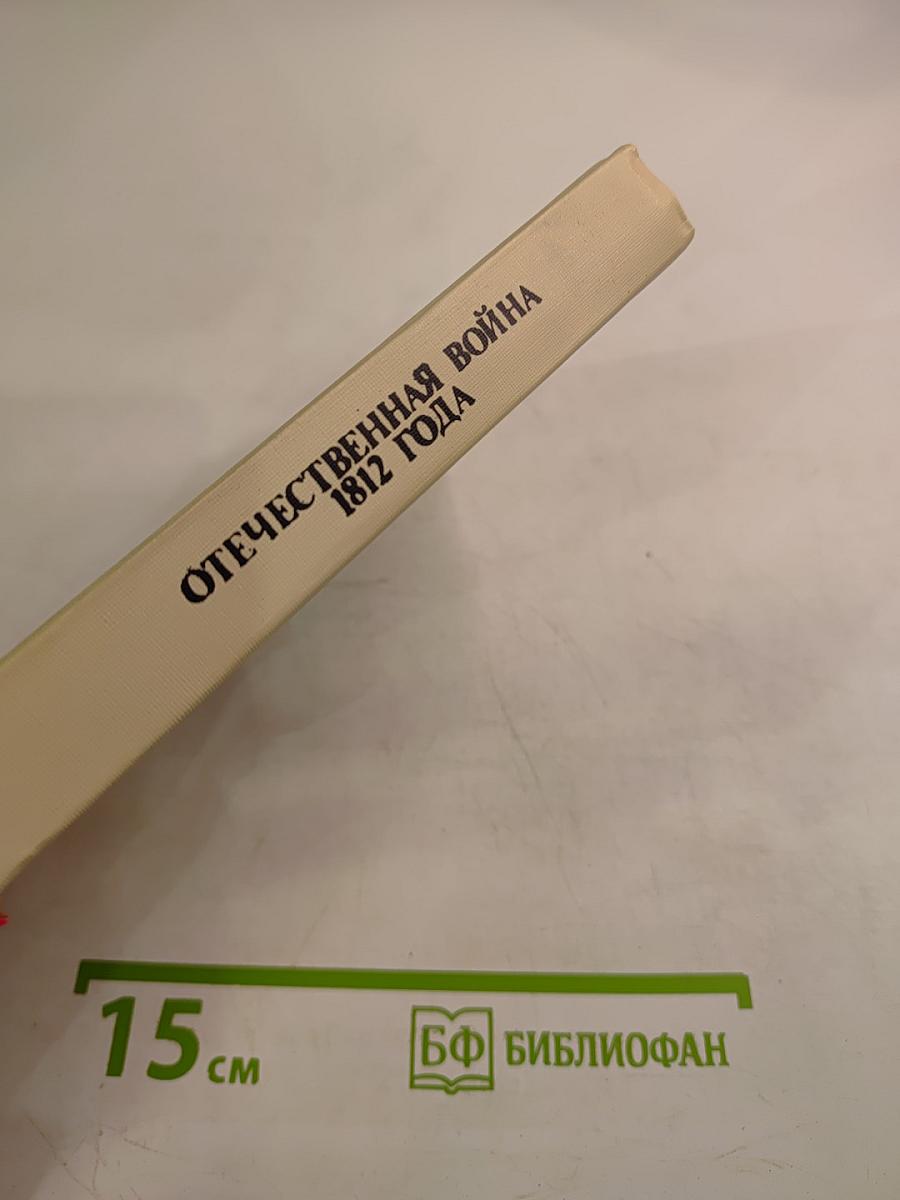 ОТЕЧЕСТВЕННАЯ ВОЙНА
1812 ГОДА
15 см
БФ БИБЛИОФАН